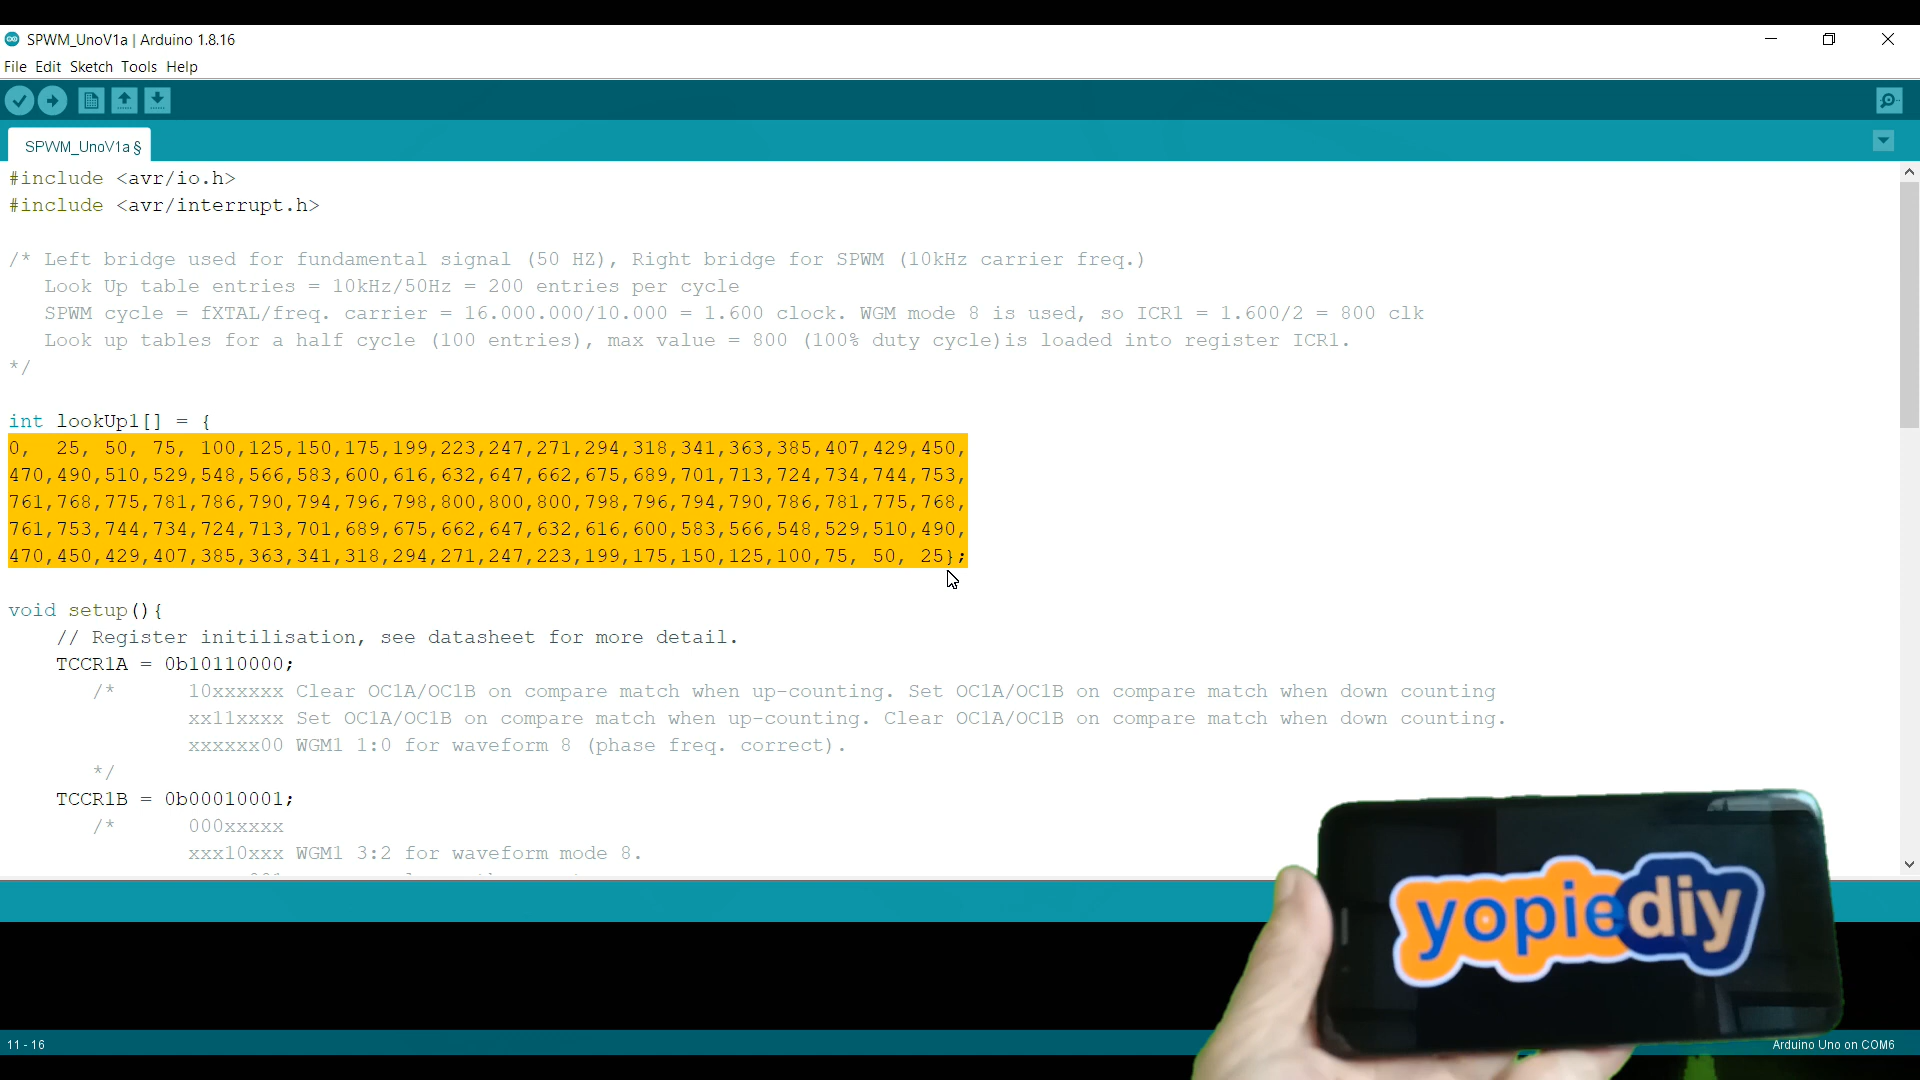 SPWM_UnoV1a | Arduino 1.8.16
File Edit Sketch Tools Help
SPWM_UnoV1a §
#include <avr/io.h>
#include <avr/interrupt.h>
/* Left bridge used for fundamental signal (50 HZ), Right bridge for SPWM (10kHz carrier freq.)
Look Up table entries = 10kHz/50Hz = 200 entries per cycle
SPWM cycle = fXTAL/freq. carrier = 16.000.000/10.000 = 1.600 clock. WGM mode 8 is used, so ICR1 = 1.600/2 = 800 clk
Look up tables for a half cycle (100 entries), max value = 800 (100% duty cycle)is loaded into register ICR1.
*/
int lookUp1[] = {
0, 25, 50, 75, 100,125,150,175,199,223,247,271,294,318,341,363,385,407,429,450,
470,490,510,529,548,566,583,600,616,632,647,662,675,689,701,713,724,734,744,753,
761,768,775,781,786,790,794,796,798,800,800,800,798,796,794,790,786,781,775,768,
761,753,744,734,724,713,701,689,675,662,647,632,616,600,583,566,548,529,510,490,
470,450,429,407,385,363,341,318,294,271,247,223,199,175,150,125,100,75, 50, 25};
void setup(){
// Register initilisation, see datasheet for more detail.
TCCR1A = 0b10110000;
/* 10xxxxxx Clear OC1A/OC1B on compare match when up-counting. Set OC1A/OC1B on compare match when down counting
xx11xxxx Set OC1A/OC1B on compare match when up-counting. Clear OC1A/OC1B on compare match when down counting.
xxxxxx00 WGM1 1:0 for waveform 8 (phase freq. correct).
*/
TCCR1B = 0b00010001;
/* 000xxxxx
xxx10xxx WGM1 3:2 for waveform mode 8.
yopiediy
11 - 16
Arduino Uno on COM6